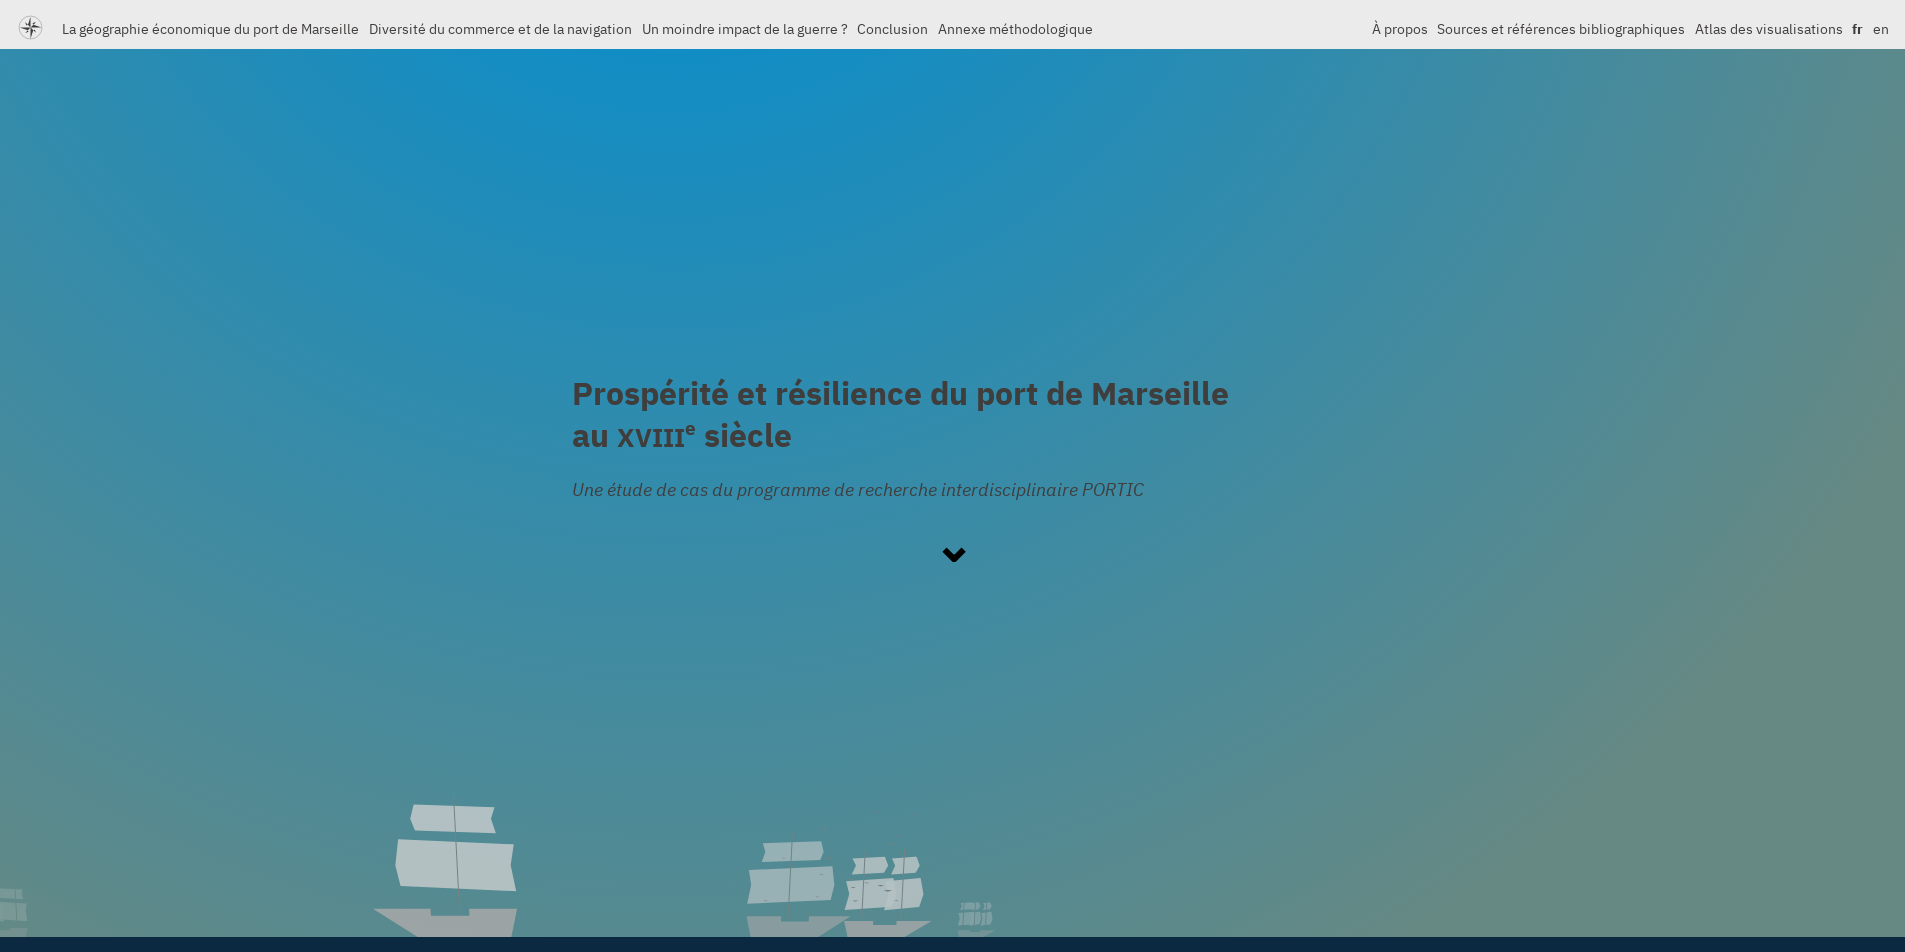 La géographie économique du port de Marseille Diversité du commerce et de la navigation Un moindre impact de la guerre ? Conclusion Annexe méthodologique À propos Sources et références bibliographiques Atlas des visualisations fr en
Prospérité et résilience du port de Marseille
au XVIIIe siècle
Une étude de cas du programme de recherche interdisciplinaire PORTIC